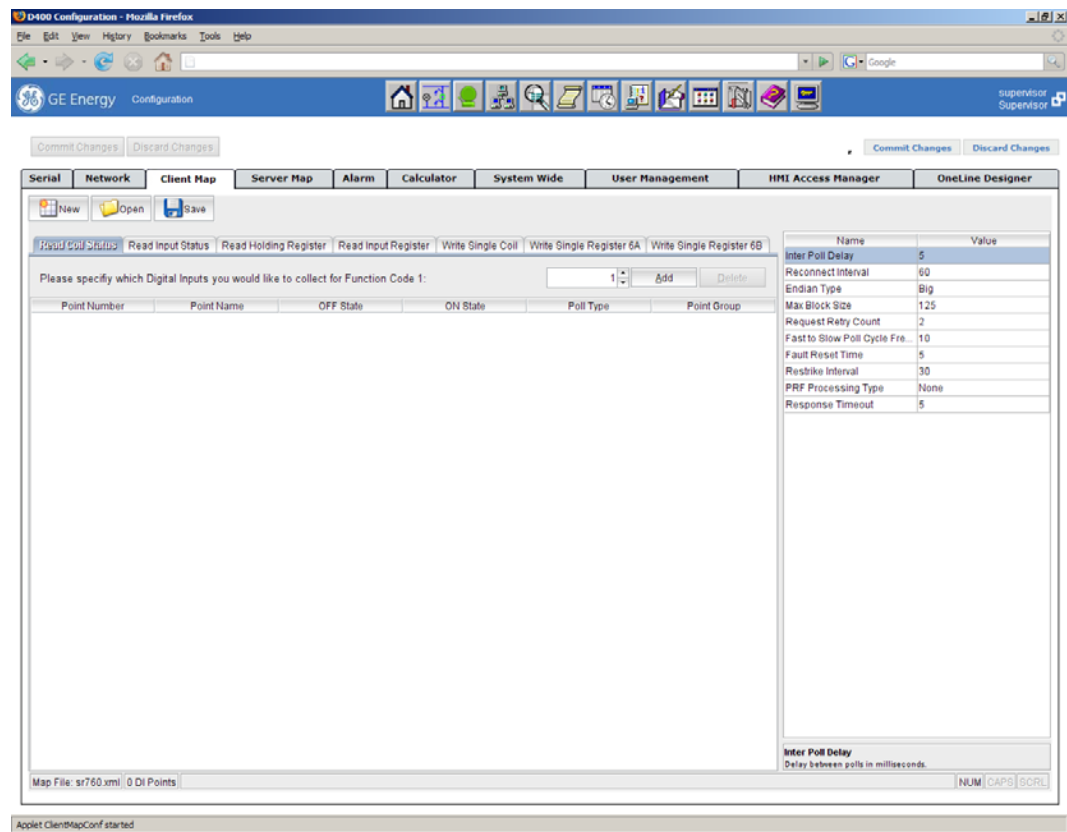 D400 Configuration - Mozilla Firefox
File Edit View History Bookmarks Tools Help
G Google
GE Energy Configuration
supervisor
Supervisor
Commit Changes Discard Changes
Commit Changes Discard Changes
Serial Network Client Map Server Map Alarm Calculator System Wide User Management HMI Access Manager OneLine Designer
New Open Save
Read Coil Status Read Input Status Read Holding Register Read Input Register Write Single Coil Write Single Register 6A Write Single Register 6B
Please specifiy which Digital Inputs you would like to collect for Function Code 1: 1 Add Delete
Point Number Point Name OFF State ON State Poll Type Point Group
Name Value
Inter Poll Delay 5
Reconnect Interval 60
Endian Type Big
Max Block Size 125
Request Retry Count 2
Fast to Slow Poll Cycle Fre... 10
Fault Reset Time 5
Restrike Interval 30
PRF Processing Type None
Response Timeout 5
Inter Poll Delay
Delay between polls in milliseconds.
Map File: sr760.xml 0 DI Points
NUM CAPS SCRL
Applet ClientMapConf started